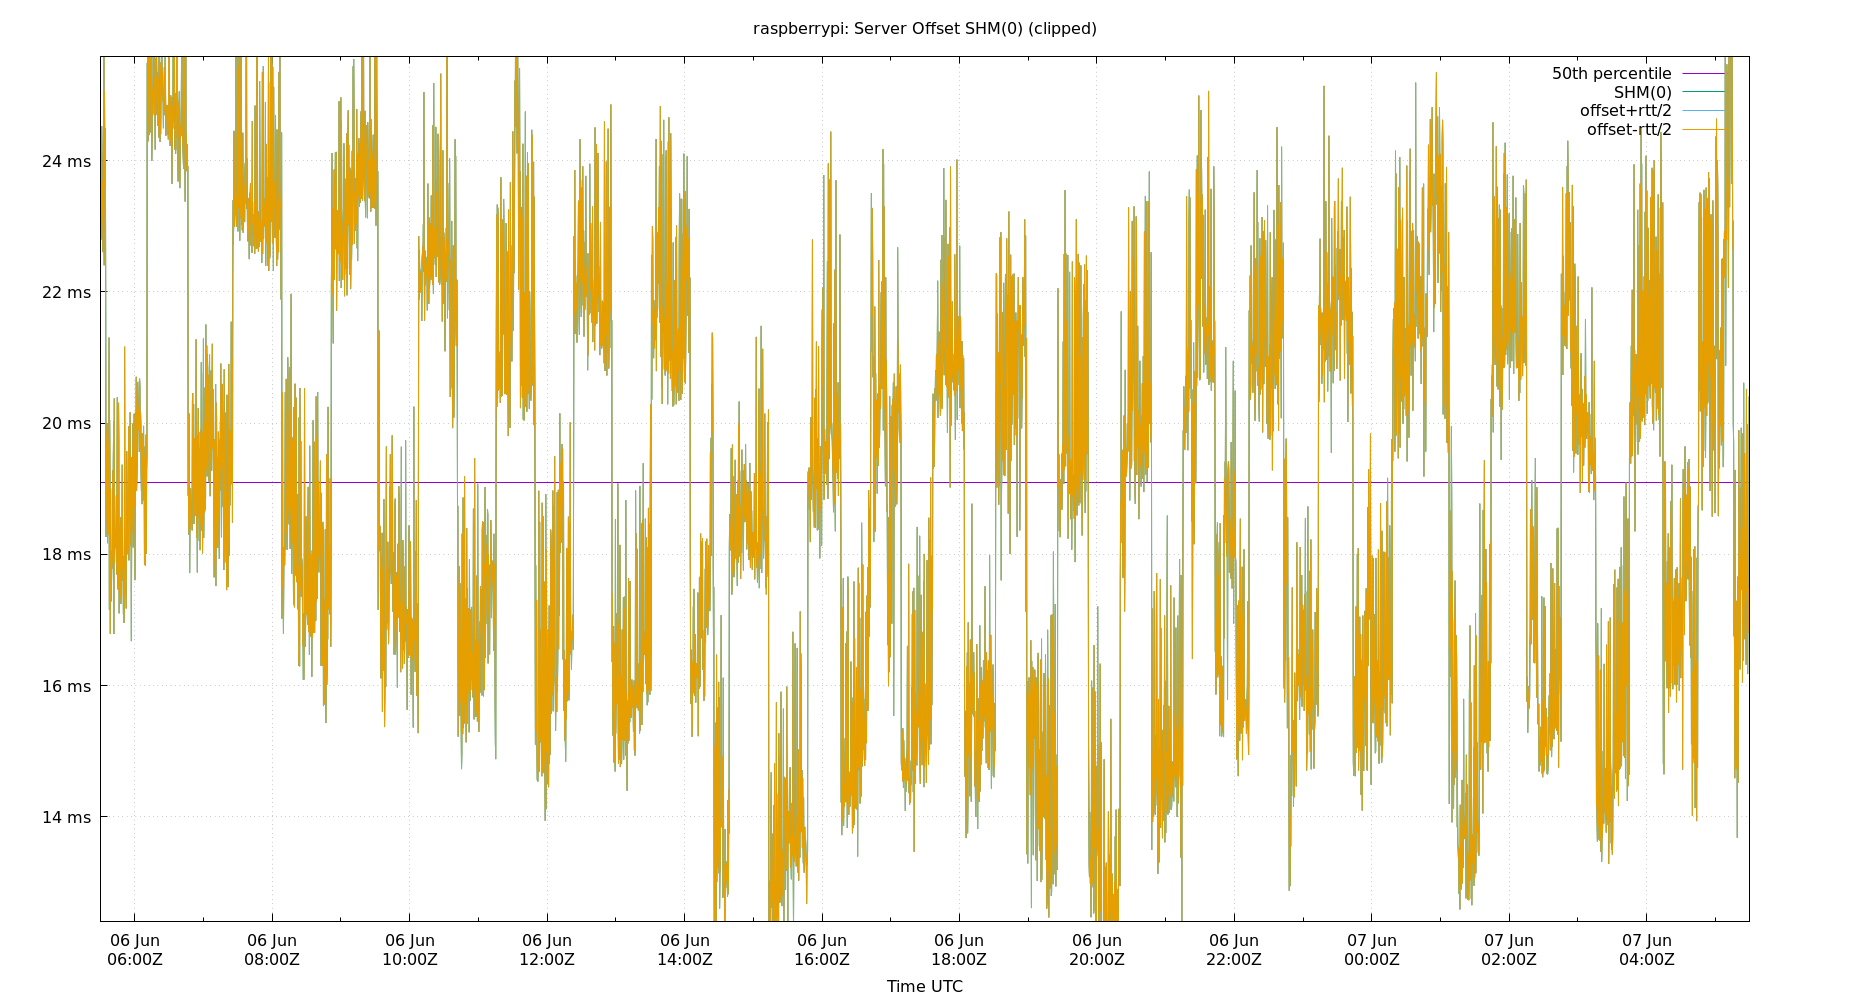 raspberrypi: Server Offset SHM(0) (clipped)
50th percentile
SHM(0)
offset+rtt/2
offset-rtt/2
24 ms
22 ms
20 ms
18 ms
16 ms
14 ms
06 Jun 06 Jun 06 Jun 06 Jun 06 Jun 06 Jun 06 Jun 06 Jun 06 Jun 07 Jun 07 Jun 07 Jun
06:00Z 08:00Z 10:00Z 12:00Z 14:00Z 16:00Z 18:00Z 20:00Z 22:00Z 00:00Z 02:00Z 04:00Z
Time UTC